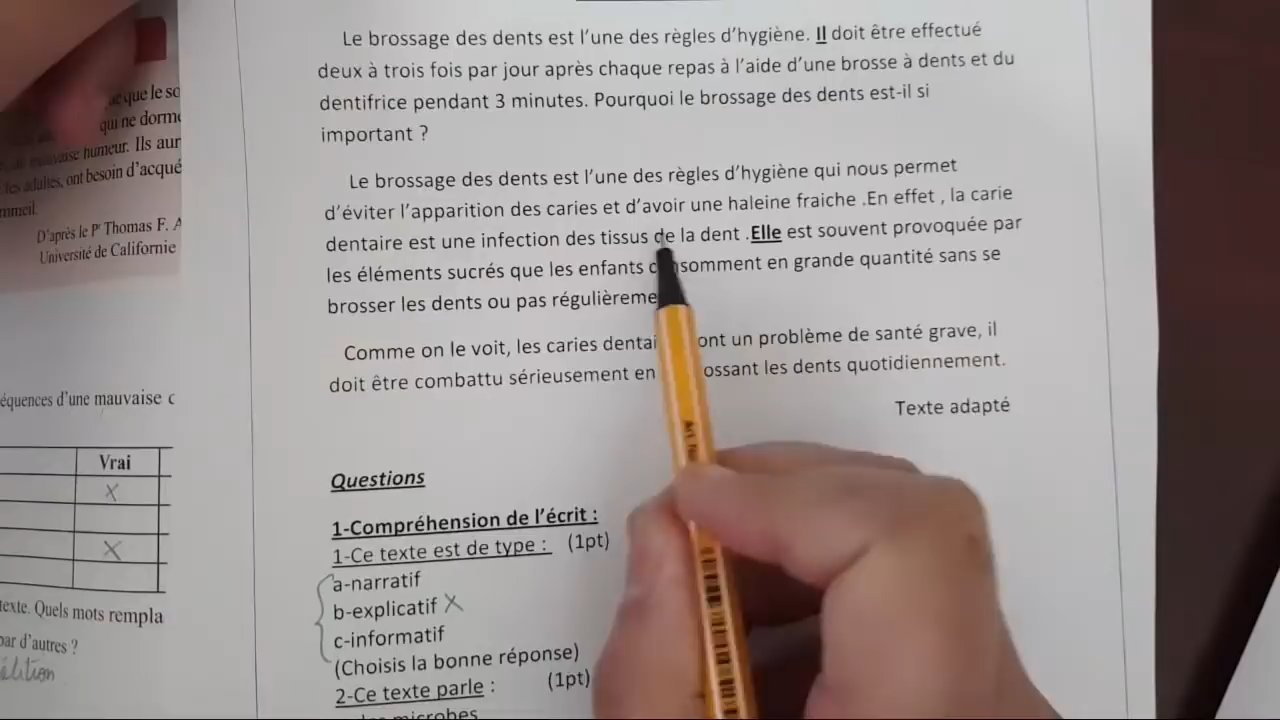 que le so
qui ne dorme
mauvaise humeur. Ils aur
les adultes, ont besoin d'acqué
mmeil.
D'après le Pr Thomas F. A
Université de Californie
équences d'une mauvaise c
Vrai
X
X
texte. Quels mots rempla
par d'autres ?
Le brossage des dents est l'une des règles d'hygiène. Il doit être effectué
deux à trois fois par jour après chaque repas à l'aide d'une brosse à dents et du
dentifrice pendant 3 minutes. Pourquoi le brossage des dents est-il si
important ?
Le brossage des dents est l'une des règles d'hygiène qui nous permet
d'éviter l'apparition des caries et d'avoir une haleine fraiche .En effet , la carie
dentaire est une infection des tissus de la dent .Elle est souvent provoquée par
les éléments sucrés que les enfants consomment en grande quantité sans se
brosser les dents ou pas régulièreme
Comme on le voit, les caries dentai ont un problème de santé grave, il
doit être combattu sérieusement en ossant les dents quotidiennement.
Texte adapté
Questions
1-Compréhension de l'écrit :
1-Ce texte est de type : (1pt)
a-narratif
b-explicatif X
c-informatif
(Choisis la bonne réponse)
2-Ce texte parle : (1pt)
microbes